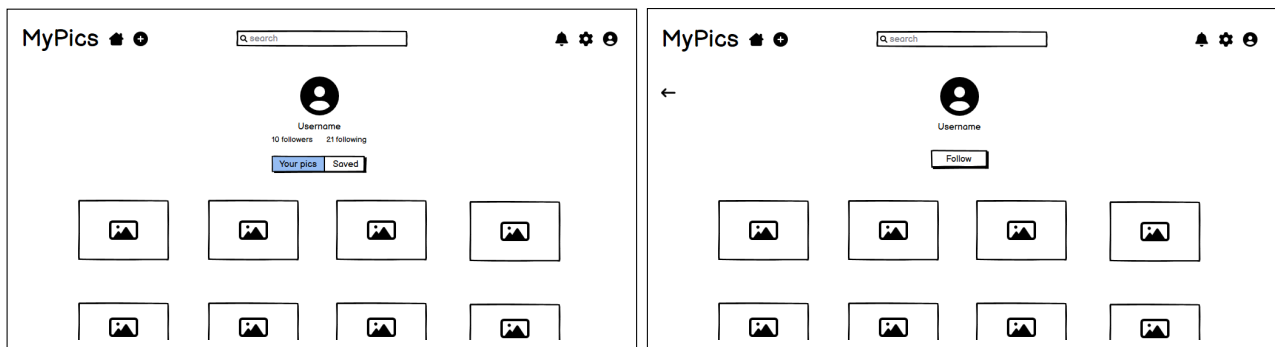 MyPics
search
Username
10 followers 21 following
Your pics Saved
MyPics
search
Username
Follow